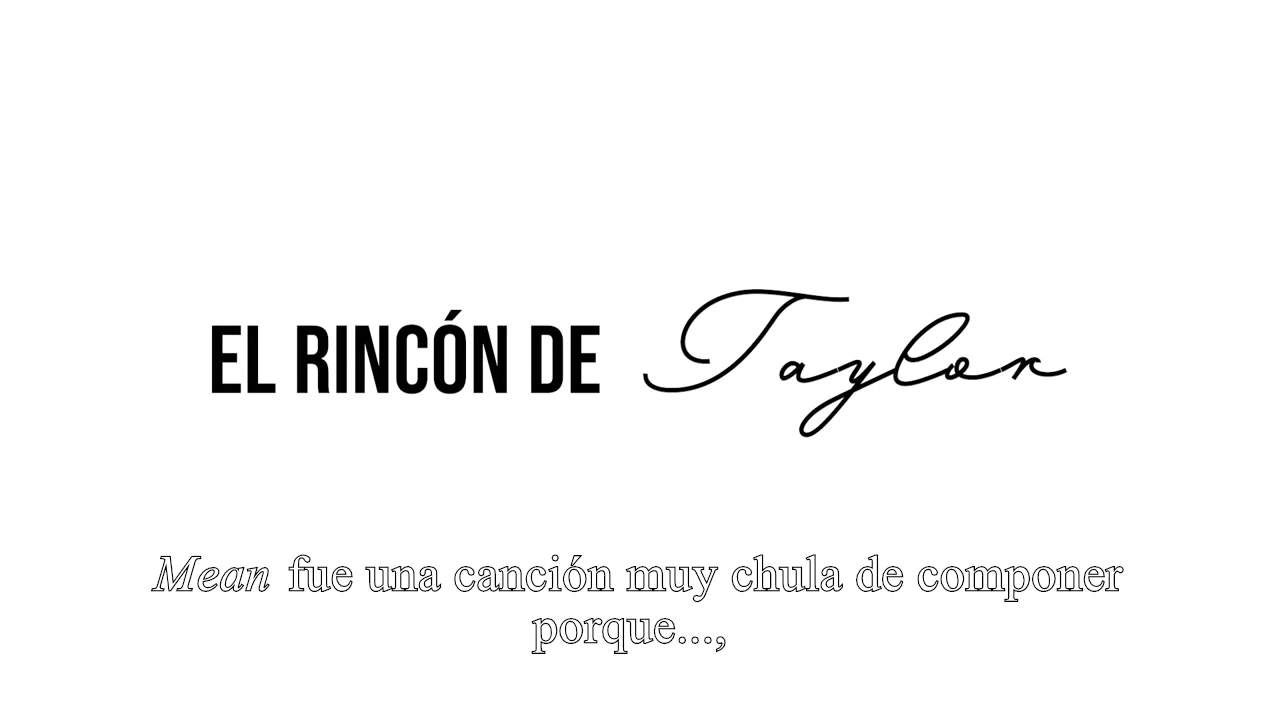 EL RINCÓN DE Taylor
Mean fue una canción muy chula de componer
porque...,